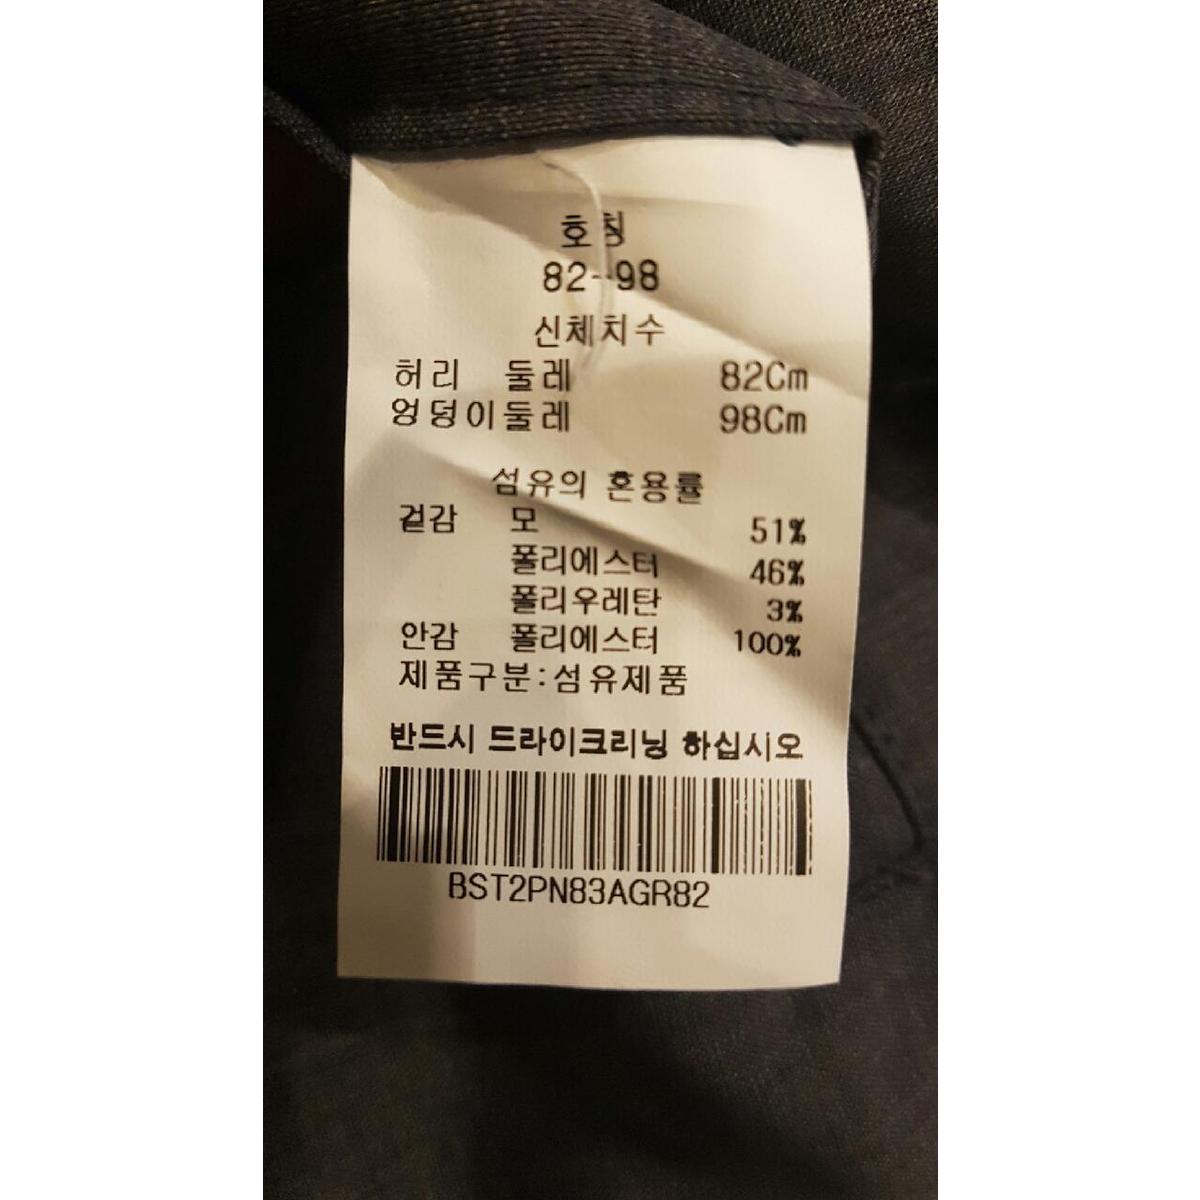 호칭
82-98
신체치수
허리 둘레 82Cm
엉덩이둘레 98Cm
섬유의 혼용률
겉감 모 51%
폴리에스터 46%
폴리우레탄 3%
안감 폴리에스터 100%
제품구분:섬유제품
반드시 드라이크리닝 하십시오
BST2PN83AGR82